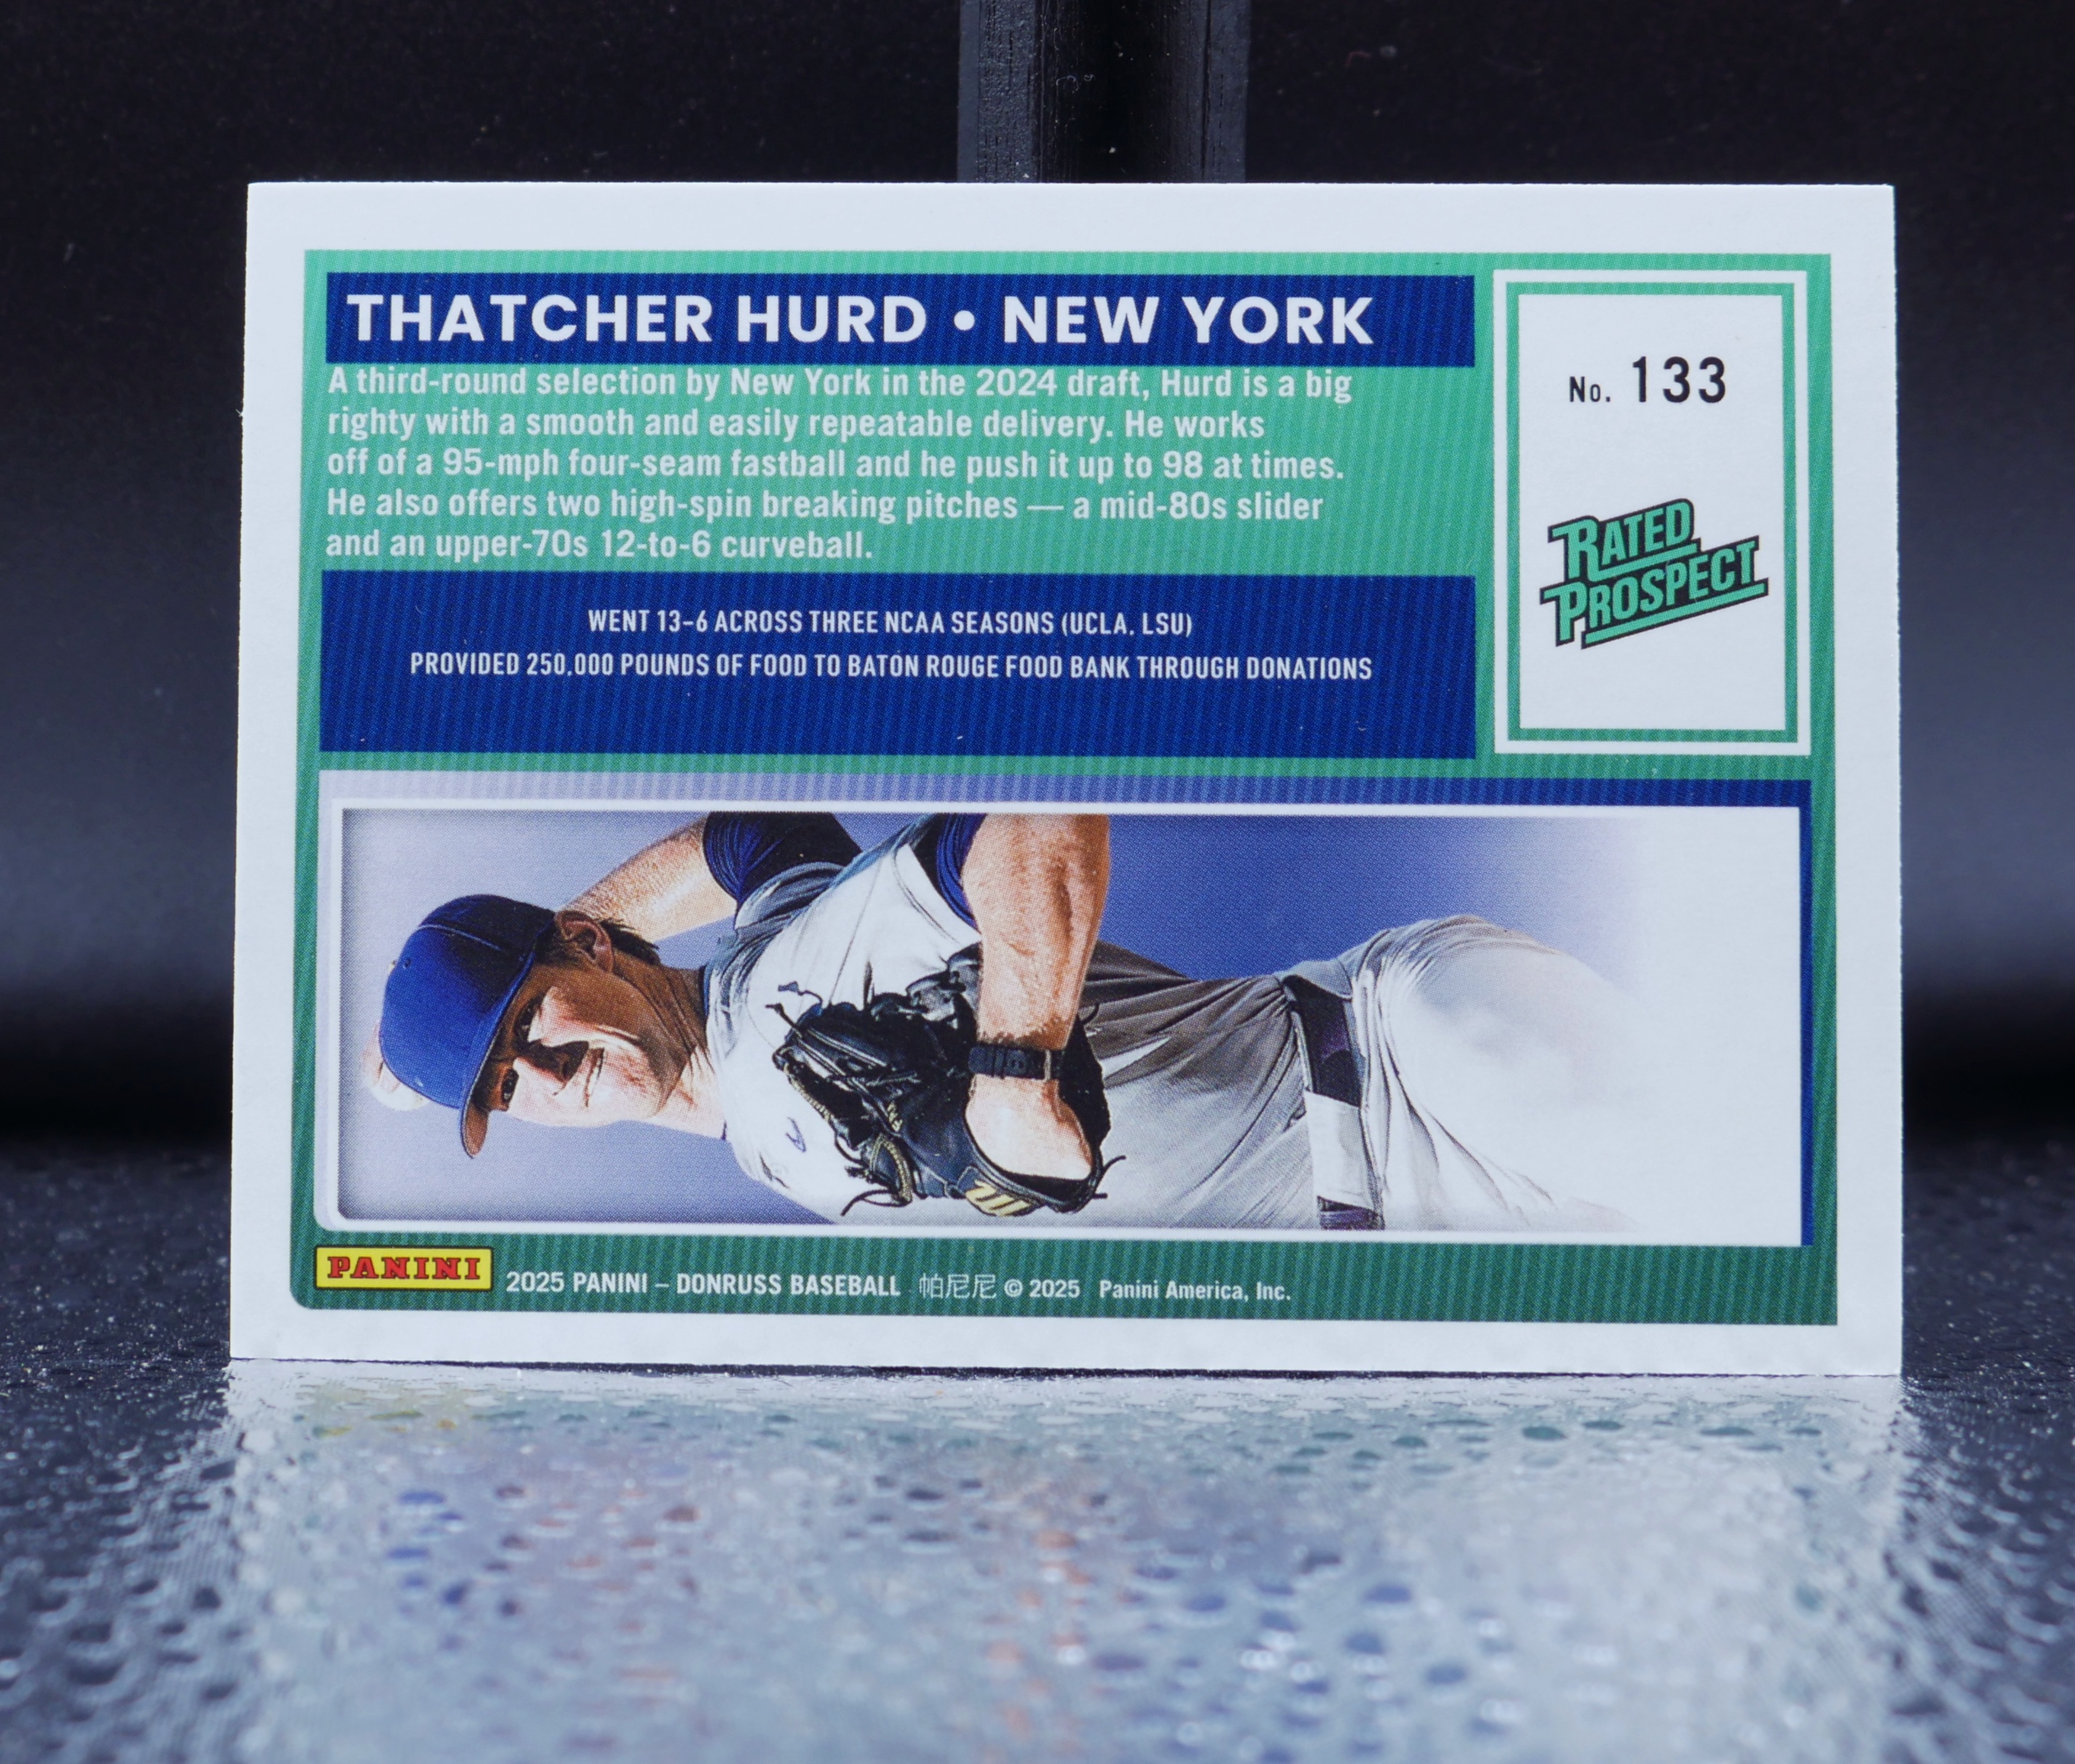 THATCHER HURD • NEW YORK
A third-round selection by New York in the 2024 draft, Hurd is a big
righty with a smooth and easily repeatable delivery. He works
off of a 95-mph four-seam fastball and he push it up to 98 at times.
He also offers two high-spin breaking pitches — a mid-80s slider
and an upper-70s 12-to-6 curveball.
WENT 13-6 ACROSS THREE NCAA SEASONS (UCLA, LSU)
PROVIDED 250,000 POUNDS OF FOOD TO BATON ROUGE FOOD BANK THROUGH DONATIONS
No. 133
RATED
PROSPECT
PANINI
2025 PANINI – DONRUSS BASEBALL 帕尼尼 © 2025 Panini America, Inc.